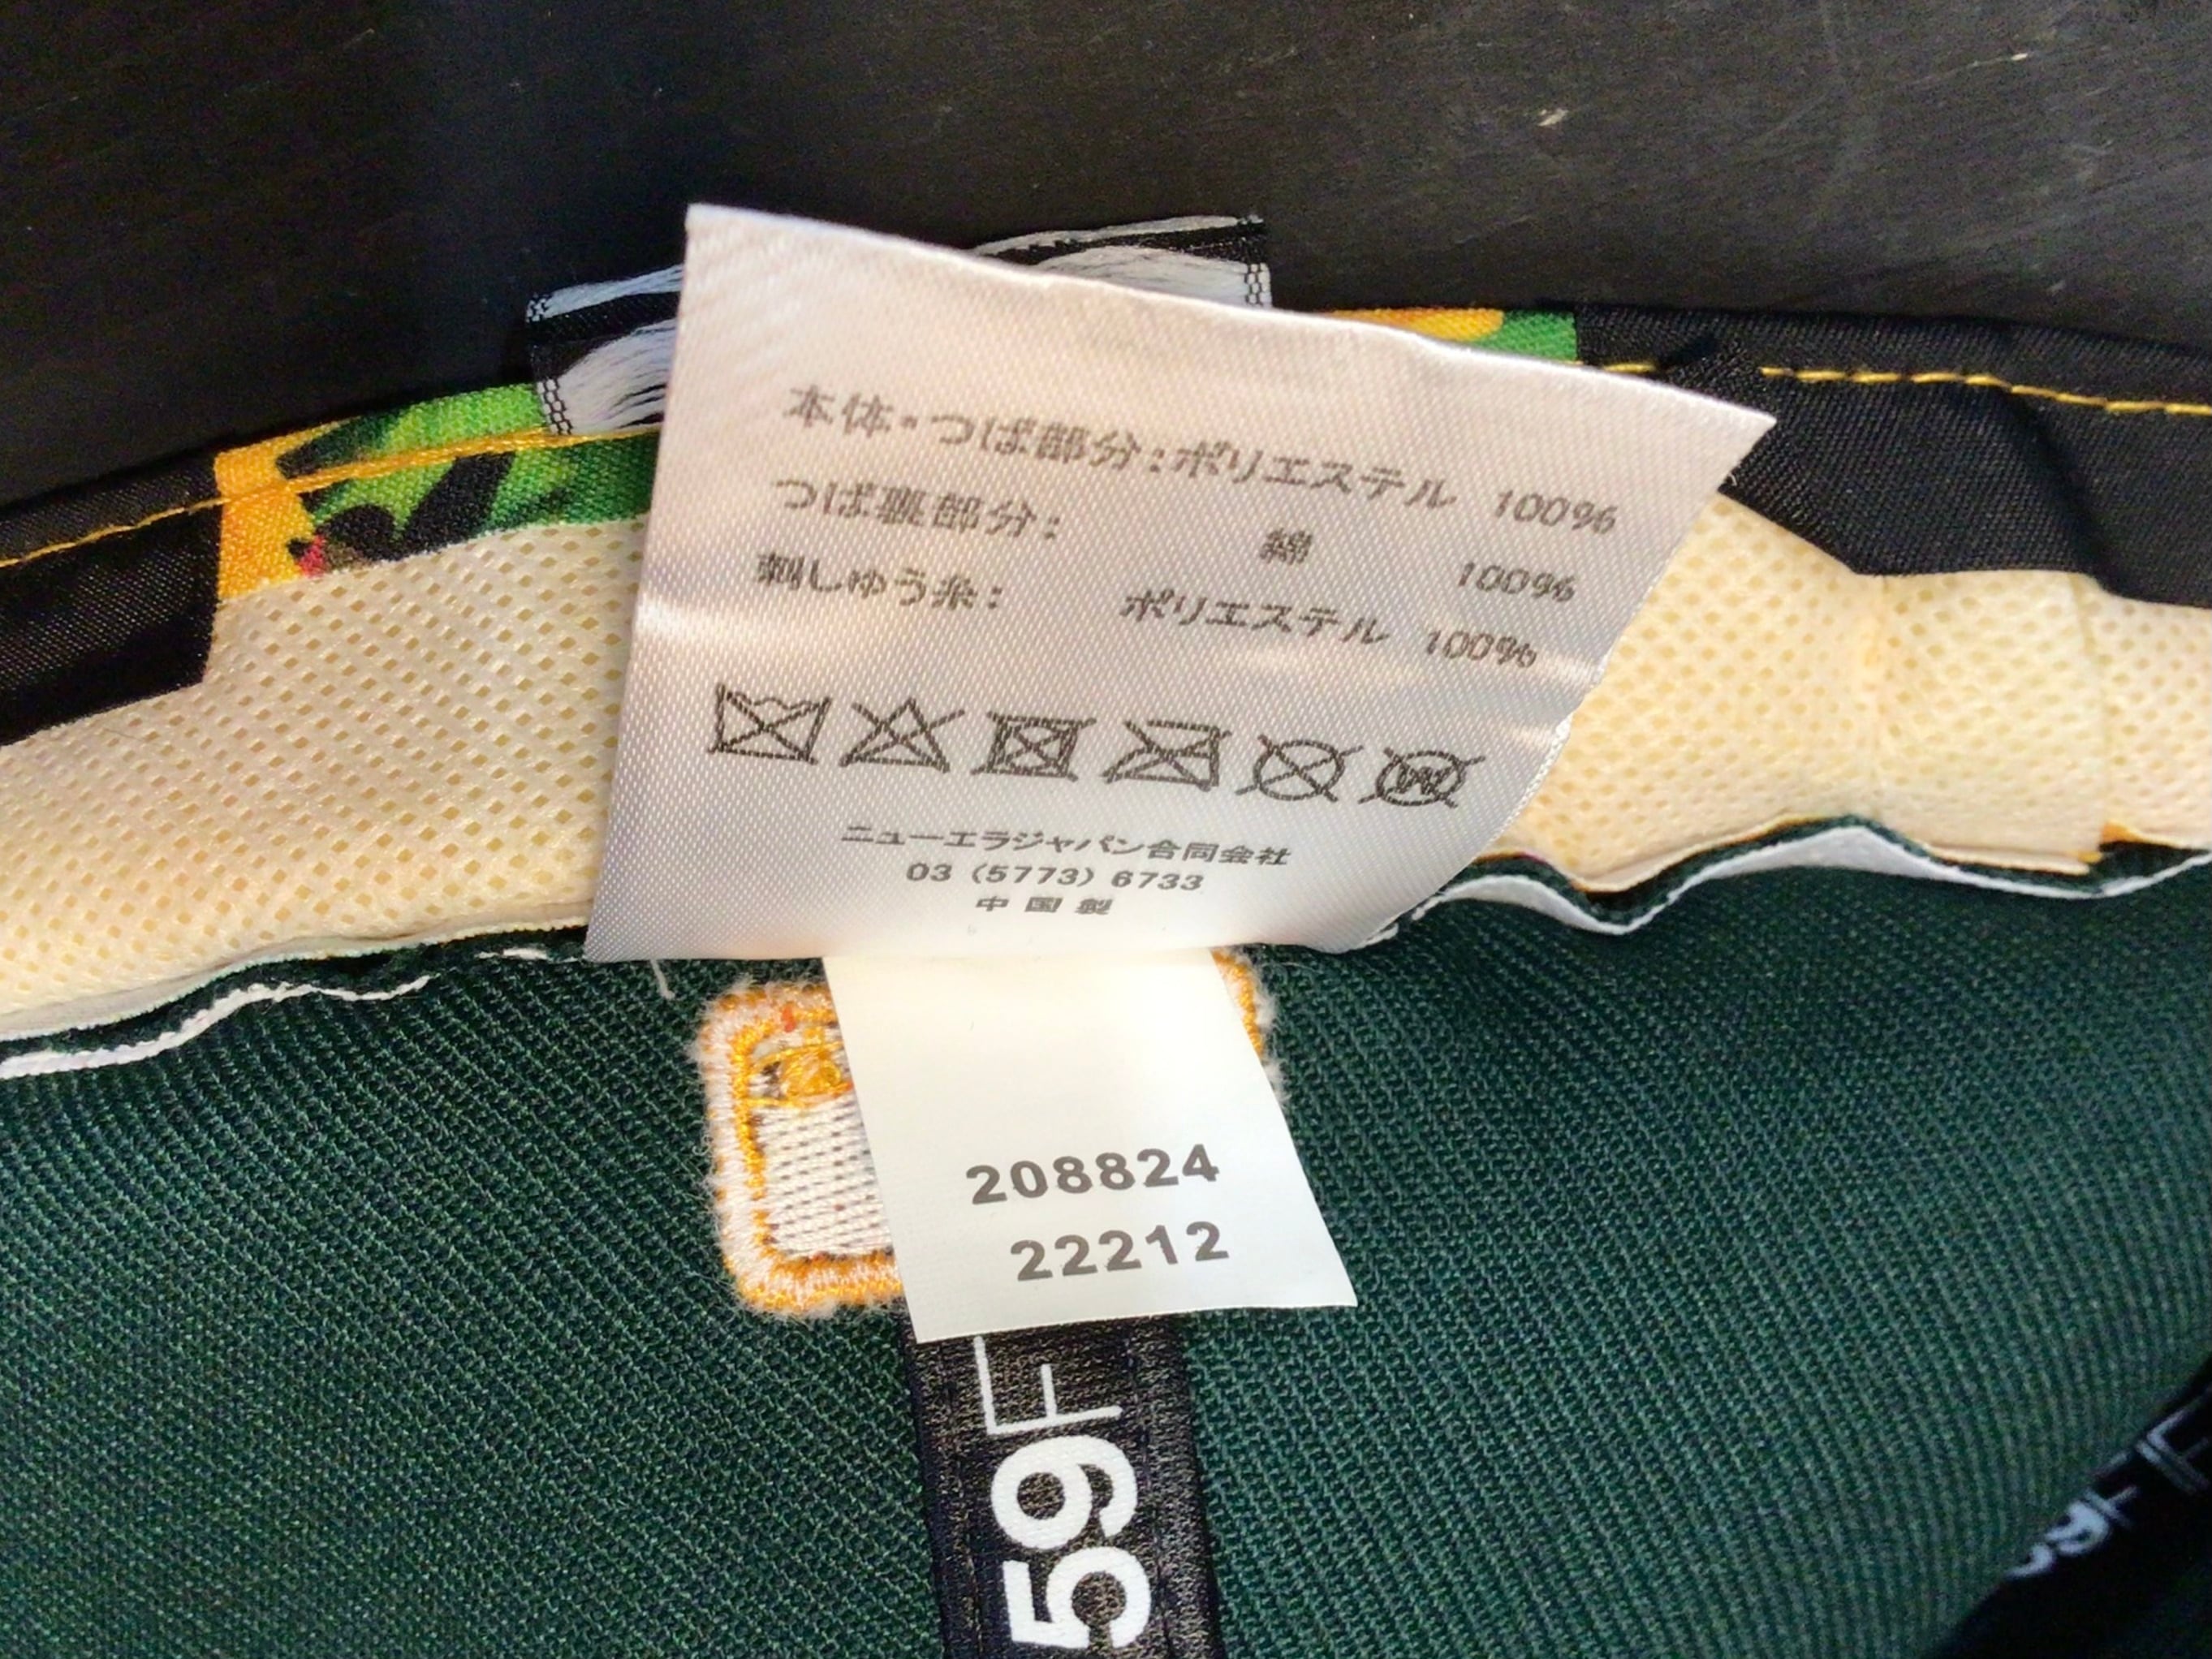 本体・つば部分:ポリエステル 100%
つば裏部分: 綿 100%
刺しゅう糸: ポリエステル 100%
W
ニューエラジャパン合同会社
03 (5773) 6733
中国製
208824
22212
59F
59F